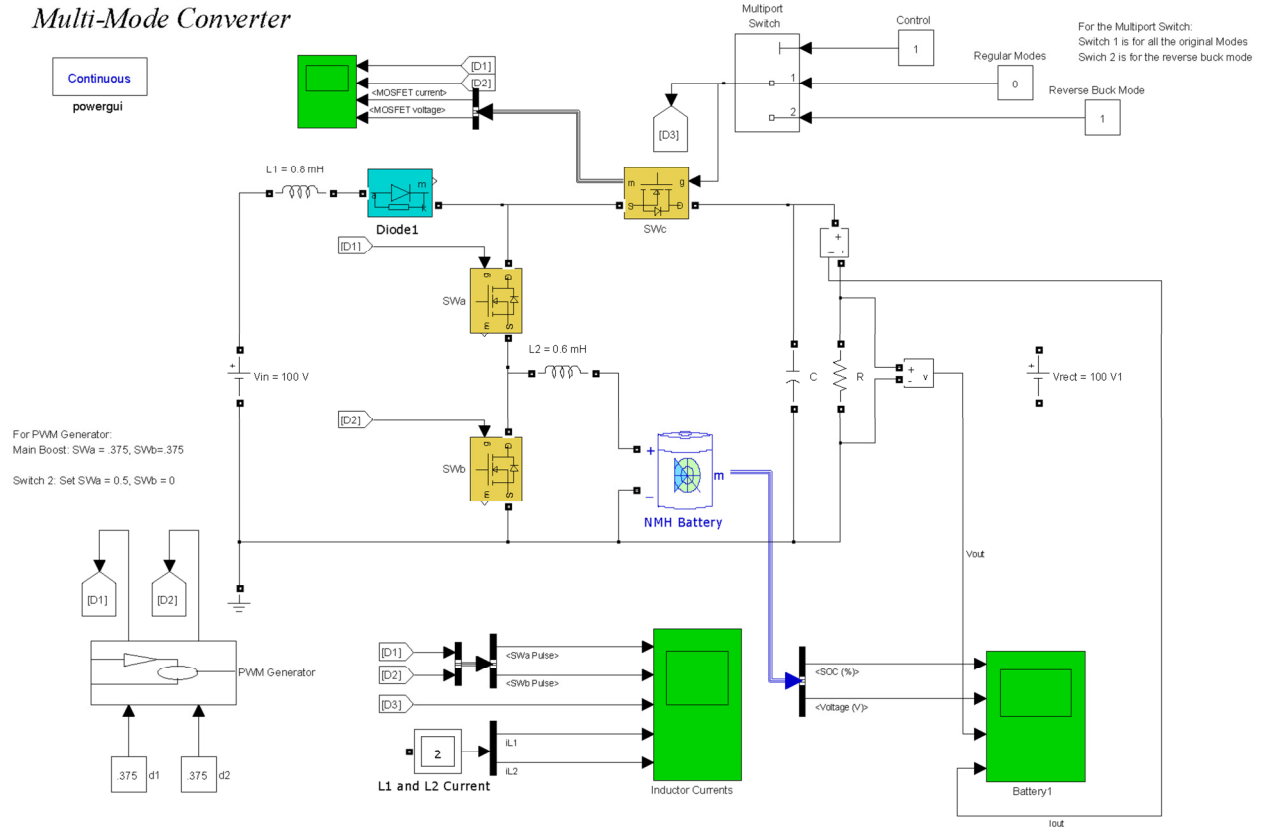 Multi-Mode Converter
Continuous
powergui
[D1]
[D2]
<MOSFET current>
<MOSFET voltage>
Multiport
Switch
1
2
[D3]
Control
1
Regular Modes
0
Reverse Buck Mode
1
For the Multiport Switch:
Switch 1 is for all the original Modes
Swich 2 is for the reverse buck mode
L1 = 0.8 mH
a
m
k
Diode1
m
g
S
D
SWc
[D1]
g
D
SWa
m
S
L2 = 0.6 mH
[D2]
g
D
SWb
m
S
+
Vin = 100 V
+
_
m
NMH Battery
+
-
C
R
+
-
v
+
Vrect = 100 V1
For PWM Generator:
Main Boost: SWa = .375, SWb=.375
Switch 2: Set SWa = 0.5, SWb = 0
Vout
[D1]
[D2]
PWM Generator
.375
d1
.375
d2
[D1]
[D2]
[D3]
<SWa Pulse>
<SWb Pulse>
2
iL1
iL2
L1 and L2 Current
Inductor Currents
<SOC (%)>
<Voltage (V)>
Battery1
Iout